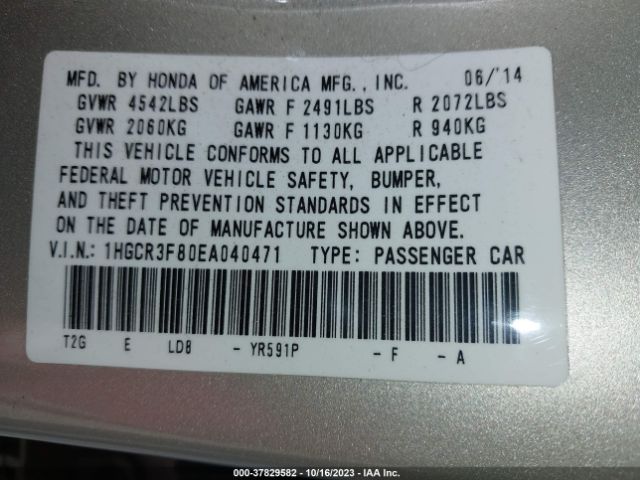 MFD. BY HONDA OF AMERICA MFG., INC. 06/'14
GVWR 4542LBS GAWR F 2491LBS R 2072LBS
GVWR 2060KG GAWR F 1130KG R 940KG
THIS VEHICLE CONFORMS TO ALL APPLICABLE
FEDERAL MOTOR VEHICLE SAFETY, BUMPER,
AND THEFT PREVENTION STANDARDS IN EFFECT
ON THE DATE OF MANUFACTURE SHOWN ABOVE.
V.I.N.: 1HGCR3F80EA040471 TYPE: PASSENGER CAR
T2G E LD8 - YR591P - F - A
000-37829582 - 10/16/2023 - IAA Inc.